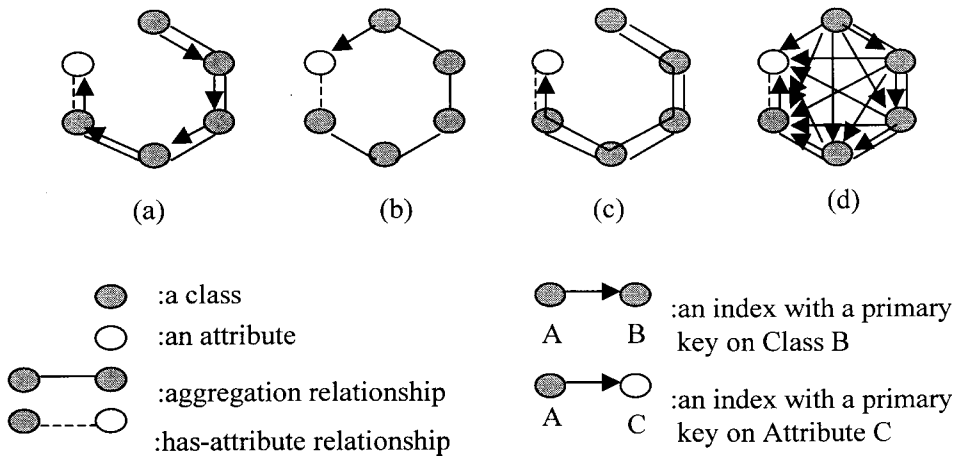 (a)
(b)
(c)
(d)
:a class
:an attribute
:aggregation relationship
:has-attribute relationship
A
B
:an index with a primary
key on Class B
A
C
:an index with a primary
key on Attribute C